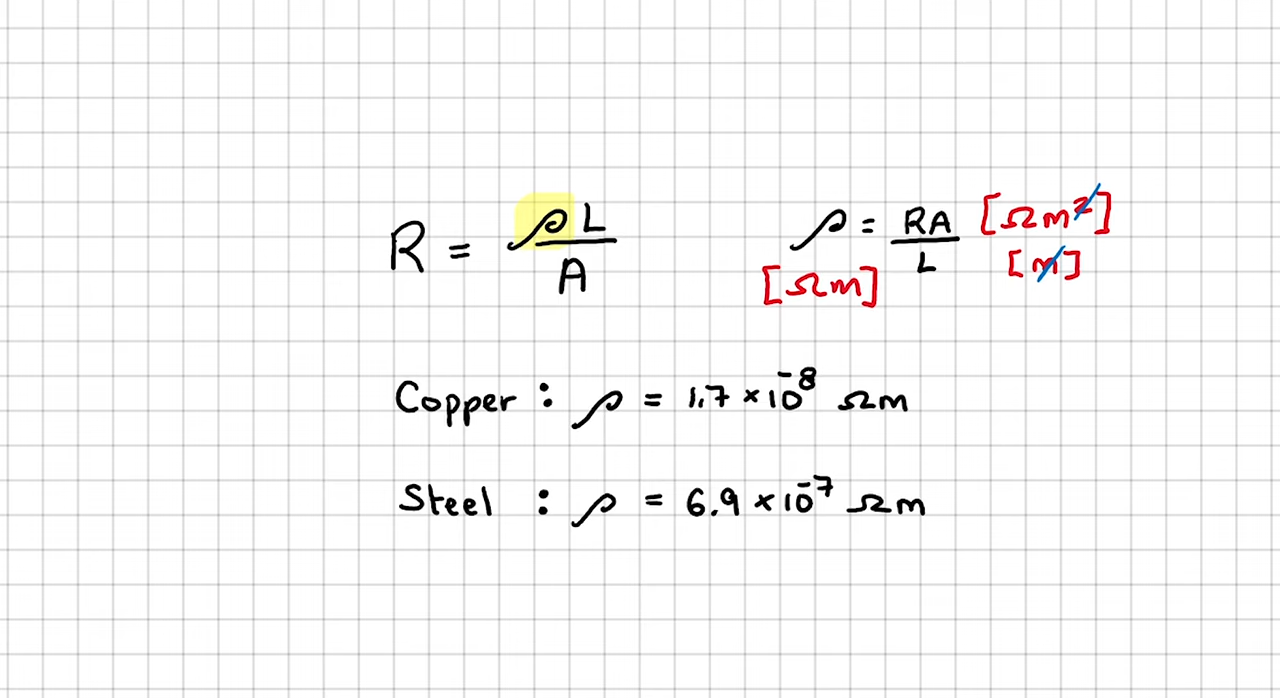 R = ρL/A
ρ = RA/L [Ωm²]/[m]
[Ωm]
Copper : ρ = 1.7 × 10⁻⁸ Ωm
Steel : ρ = 6.9 × 10⁻⁷ Ωm